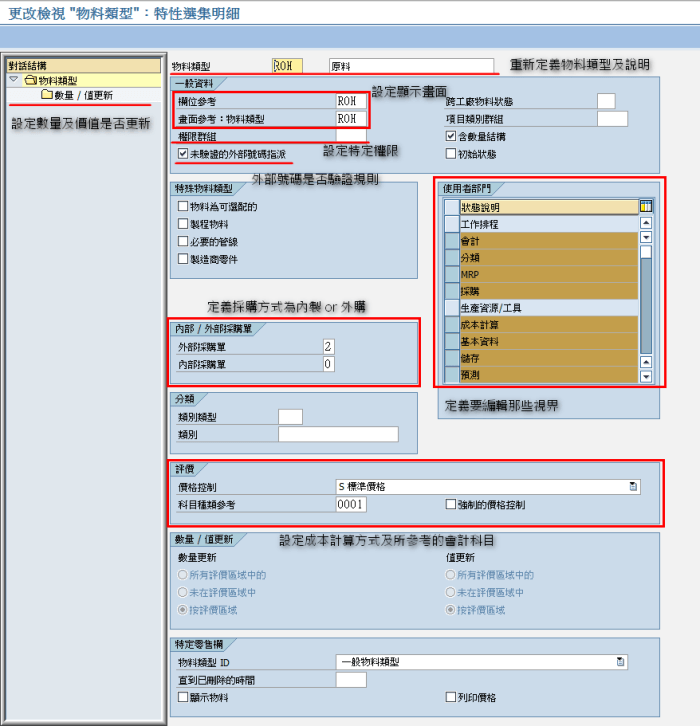 更改檢視 "物料類型"：特性選集明細
對話結構
物料類型
數量 / 值更新
設定數量及價值是否更新
物料類型 ROH 原料 重新定義物料類型及說明
一般資料
設定顯示畫面
欄位參考 ROH 跨工廠物料狀態
畫面參考：物料類型 ROH 項目類別群組
權限群組 含數量結構
設定特定權限
未驗證的外部號碼指派 初始狀態
外部號碼是否驗證規則
特殊物料類型 使用者部門
物料為可選配的
製程物料
必要的管線
製造商零件
狀態說明
工作排程
會計
分類
MRP
採購
生產資源/工具
成本計算
基本資料
儲存
預測
定義採購方式為內製 or 外購
內部 / 外部採購單
外部採購單 2
內部採購單 0
定義要編輯那些視界
分類
類別類型
類別
評價
價格控制 S 標準價格
科目種類參考 0001 強制的價格控制
數量 / 值更新 設定成本計算方式及所參考的會計科目
數量更新 值更新
所有評價區域中的 所有評價區域中的
未在評價區域中 未在評價區域中
按評價區域 按評價區域
特定零售欄
物料類型 ID 一般物料類型
直到已刪除的時間
顯示物料 列印價格